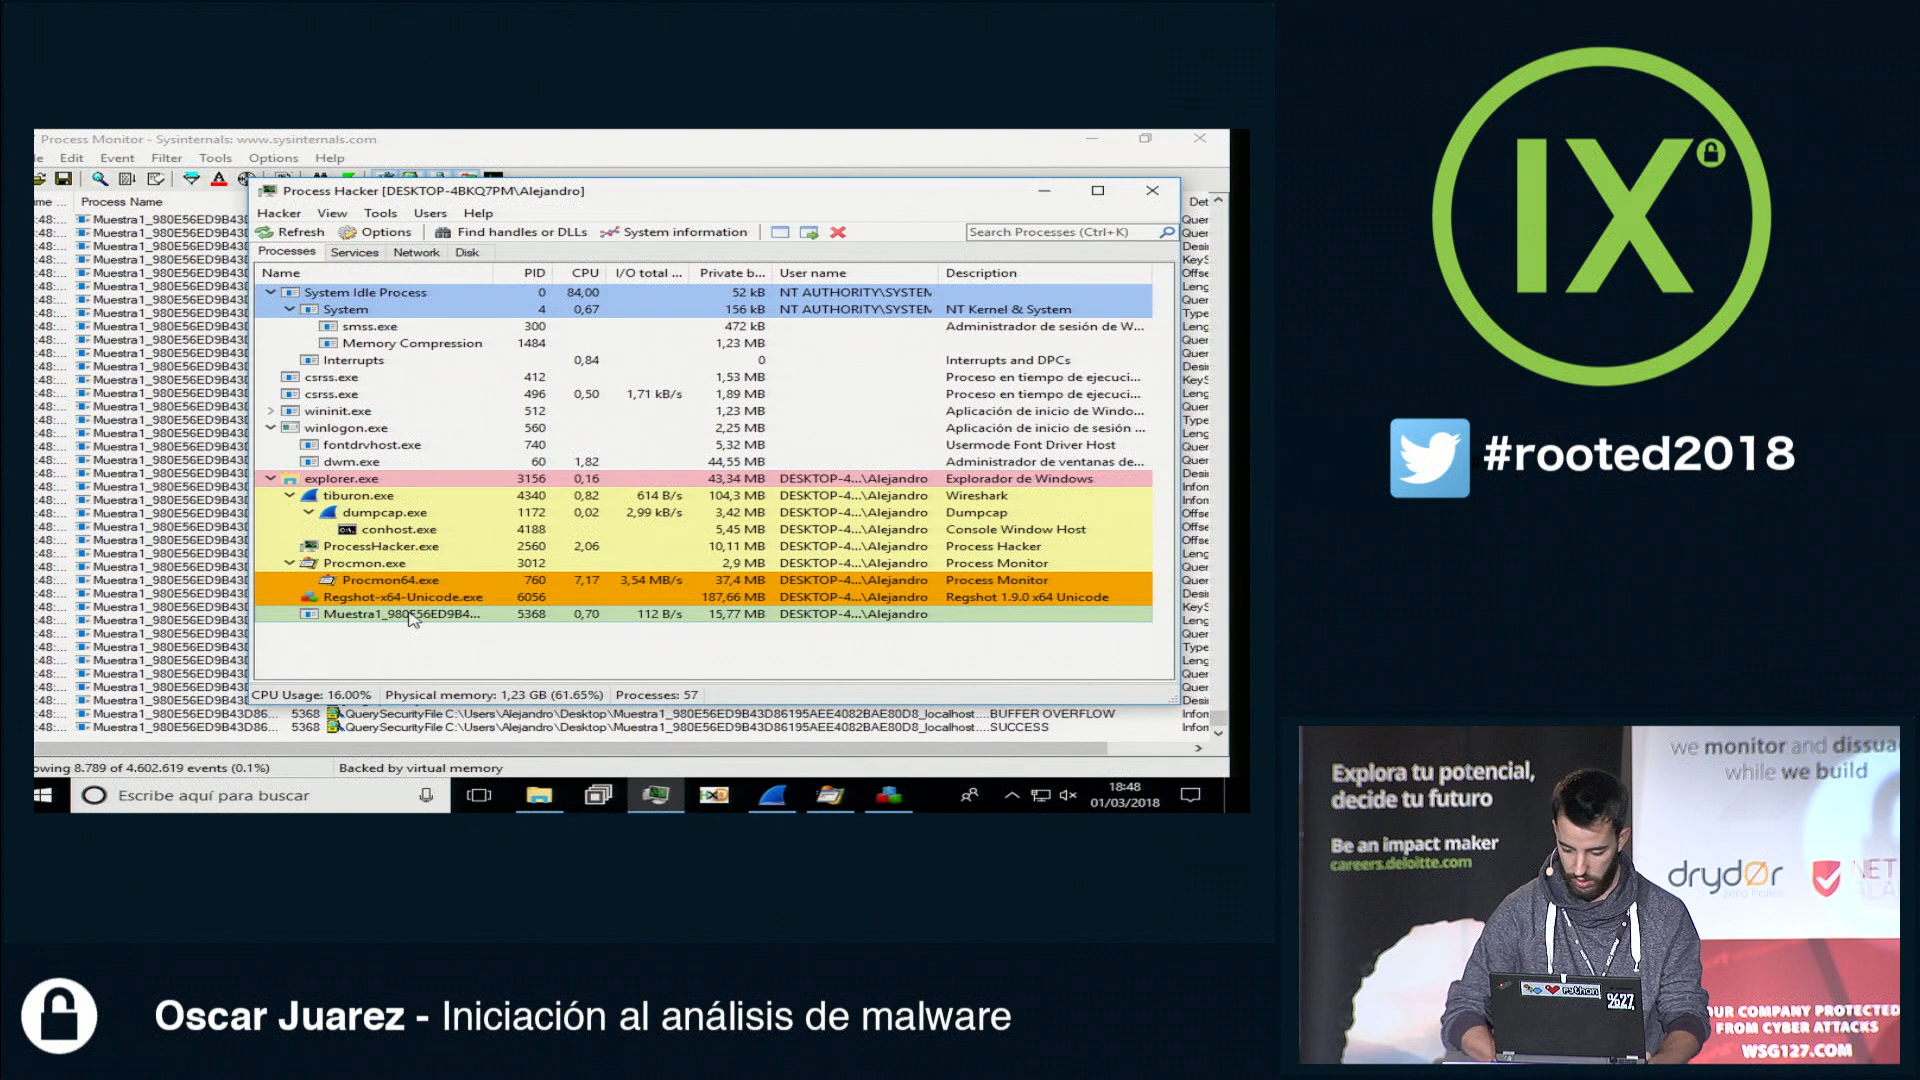 Process Monitor - Sysinternals: www.sysinternals.com
Edit Event Filter Tools Options Help
Process Name
Process Hacker [DESKTOP-4BKQ7PM\Alejandro]
Hacker View Tools Users Help
Refresh Options Find handles or DLLs System information Search Processes (Ctrl+K)
Processes Services Network Disk
Name PID CPU I/O total ... Private b... User name Description
System Idle Process 0 84,00 52 kB NT AUTHORITY\SYSTEM
System 4 0,67 156 kB NT AUTHORITY\SYSTEM NT Kernel & System
smss.exe 300 472 kB Administrador de sesión de W...
Memory Compression 1484 1,23 MB
Interrupts 0,84 0 Interrupts and DPCs
csrss.exe 412 1,53 MB Proceso en tiempo de ejecuci...
csrss.exe 496 0,50 1,71 kB/s 1,89 MB Proceso en tiempo de ejecuci...
wininit.exe 512 1,23 MB Aplicación de inicio de Windo...
winlogon.exe 560 2,25 MB Aplicación de inicio de sesión ...
fontdrvhost.exe 740 5,32 MB Usermode Font Driver Host
dwm.exe 60 1,82 44,55 MB Administrador de ventanas de...
explorer.exe 3156 0,16 43,34 MB DESKTOP-4...\Alejandro Explorador de Windows
tiburon.exe 4340 0,82 614 B/s 104,3 MB DESKTOP-4...\Alejandro Wireshark
dumpcap.exe 1172 0,02 2,99 kB/s 3,42 MB DESKTOP-4...\Alejandro Dumpcap
conhost.exe 4188 5,45 MB DESKTOP-4...\Alejandro Console Window Host
ProcessHacker.exe 2560 2,06 10,11 MB DESKTOP-4...\Alejandro Process Hacker
Procmon.exe 3012 2,9 MB DESKTOP-4...\Alejandro Process Monitor
Procmon64.exe 760 7,17 3,54 MB/s 37,4 MB DESKTOP-4...\Alejandro Process Monitor
Regshot-x64-Unicode.exe 6056 187,66 MB DESKTOP-4...\Alejandro Regshot 1.9.0 x64 Unicode
Muestra1_980E56ED9B4... 5368 0,70 112 B/s 15,77 MB DESKTOP-4...\Alejandro
CPU Usage: 16.00% Physical memory: 1,23 GB (61.65%) Processes: 57
Muestra1_980E56ED9B43D86... 5368 QuerySecurityFile C:\Users\Alejandro\Desktop\Muestra1_980E56ED9B43D86195AEE4082BAE80D8_localhost....BUFFER OVERFLOW
Muestra1_980E56ED9B43D86... 5368 QuerySecurityFile C:\Users\Alejandro\Desktop\Muestra1_980E56ED9B43D86195AEE4082BAE80D8_localhost....SUCCESS
owing 8.789 of 4.602.619 events (0.1%) Backed by virtual memory
Escribe aquí para buscar
18:48
01/03/2018
IX
#rooted2018
Explora tu potencial,
decide tu futuro
Be an impact maker
careers.deloitte.com
we monitor and dissua
while we build
drydør
NET
python
%27
UR COMPANY PROTECTED
FROM CYBER ATTACKS
WSG127.COM
Oscar Juarez - Iniciación al análisis de malware